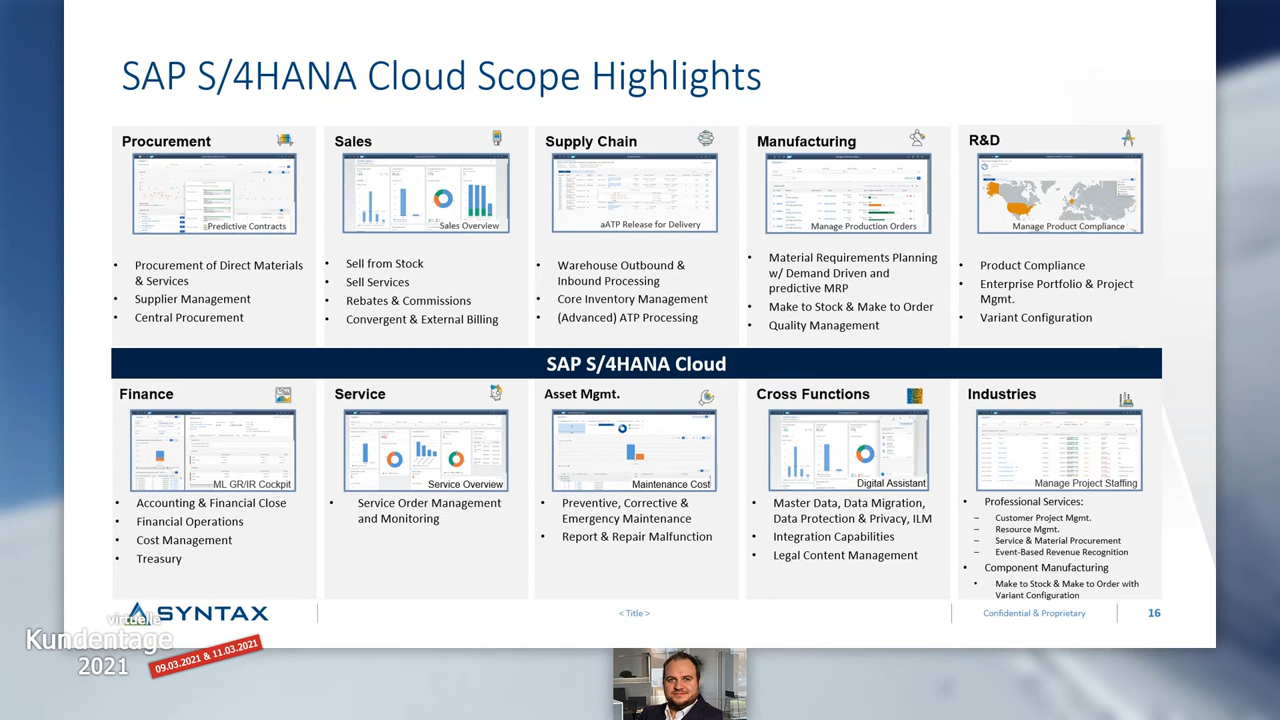 SAP S/4HANA Cloud Scope Highlights
Procurement
Predictive Contracts
• Procurement of Direct Materials
& Services
• Supplier Management
• Central Procurement
Sales
Sales Overview
• Sell from Stock
• Sell Services
• Rebates & Commissions
• Convergent & External Billing
Supply Chain
aATP Release for Delivery
• Warehouse Outbound &
Inbound Processing
• Core Inventory Management
• (Advanced) ATP Processing
Manufacturing
Manage Production Orders
• Material Requirements Planning
w/ Demand Driven and
predictive MRP
• Make to Stock & Make to Order
• Quality Management
R&D
Manage Product Compliance
• Product Compliance
• Enterprise Portfolio & Project
Mgmt.
• Variant Configuration
SAP S/4HANA Cloud
Finance
ML GR/IR Cockpit
• Accounting & Financial Close
• Financial Operations
• Cost Management
• Treasury
Service
Service Overview
• Service Order Management
and Monitoring
Asset Mgmt.
Maintenance Cost
• Preventive, Corrective &
Emergency Maintenance
• Report & Repair Malfunction
Cross Functions
Digital Assistant
• Master Data, Data Migration,
Data Protection & Privacy, ILM
• Integration Capabilities
• Legal Content Management
Industries
Manage Project Staffing
• Professional Services:
– Customer Project Mgmt.
– Resource Mgmt.
– Service & Material Procurement
– Event-Based Revenue Recognition
• Component Manufacturing
• Make to Stock & Make to Order with
Variant Configuration
SYNTAX
< Title >
Confidential & Proprietary
16
virtuelle
Kundentage
2021
09.03.2021 & 11.03.2021